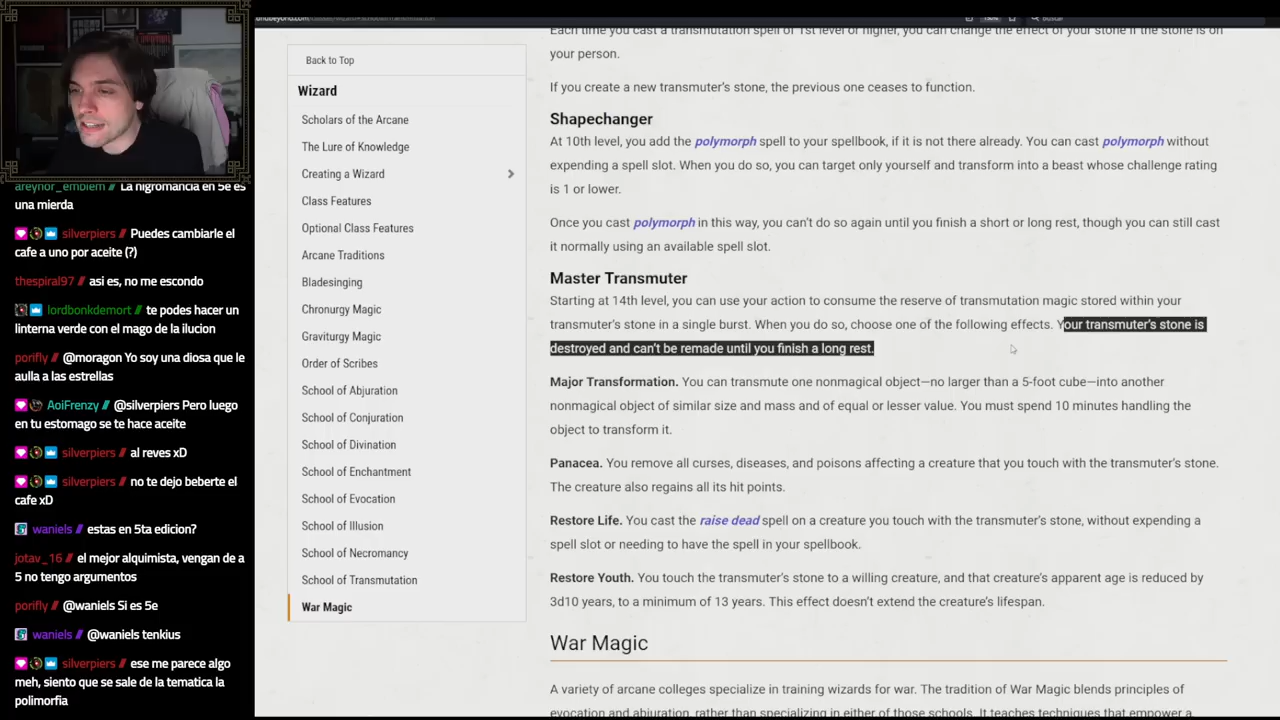 areynor_emblem // La nigromancia en 5e es
una mierda
silverpiers // Puedes cambiarle el
cafe a uno por aceite (?)
thespiral97 // asi es, no me escondo
lordbonkdemort // te podes hacer un
linterna verde con el mago de la ilucion
porifly // @moragon Yo soy una diosa que le
aulla a las estrellas
AoiFrenzy // @silverpiers Pero luego
en tu estomago se te hace aceite
silverpiers // al reves xD
silverpiers // no te dejo beberte el
cafe xD
waniels // estas en 5ta edicion?
jotav_16 // el mejor alquimista, vengan de a
5 no tengo argumentos
porifly // @waniels Si es 5e
waniels // @waniels tenkius
silverpiers // ese me parece algo
meh, siento que se sale de la tematica la
polimorfia
Back to Top
Wizard
Scholars of the Arcane
The Lure of Knowledge
Creating a Wizard
Class Features
Optional Class Features
Arcane Traditions
Bladesinging
Chronurgy Magic
Graviturgy Magic
Order of Scribes
School of Abjuration
School of Conjuration
School of Divination
School of Enchantment
School of Evocation
School of Illusion
School of Necromancy
School of Transmutation
War Magic
Each time you cast a transmutation spell of 1st level or higher, you can change the effect of your stone if the stone is on
your person.
If you create a new transmuter's stone, the previous one ceases to function.
Shapechanger
At 10th level, you add the polymorph spell to your spellbook, if it is not there already. You can cast polymorph without
expending a spell slot. When you do so, you can target only yourself and transform into a beast whose challenge rating
is 1 or lower.
Once you cast polymorph in this way, you can't do so again until you finish a short or long rest, though you can still cast
it normally using an available spell slot.
Master Transmuter
Starting at 14th level, you can use your action to consume the reserve of transmutation magic stored within your
transmuter's stone in a single burst. When you do so, choose one of the following effects. Your transmuter's stone is
destroyed and can't be remade until you finish a long rest.
Major Transformation. You can transmute one nonmagical object—no larger than a 5-foot cube—into another
nonmagical object of similar size and mass and of equal or lesser value. You must spend 10 minutes handling the
object to transform it.
Panacea. You remove all curses, diseases, and poisons affecting a creature that you touch with the transmuter's stone.
The creature also regains all its hit points.
Restore Life. You cast the raise dead spell on a creature you touch with the transmuter's stone, without expending a
spell slot or needing to have the spell in your spellbook.
Restore Youth. You touch the transmuter's stone to a willing creature, and that creature's apparent age is reduced by
3d10 years, to a minimum of 13 years. This effect doesn't extend the creature's lifespan.
War Magic
A variety of arcane colleges specialize in training wizards for war. The tradition of War Magic blends principles of
evocation and abjuration, rather than specializing in either of those schools. It teaches techniques that empower a